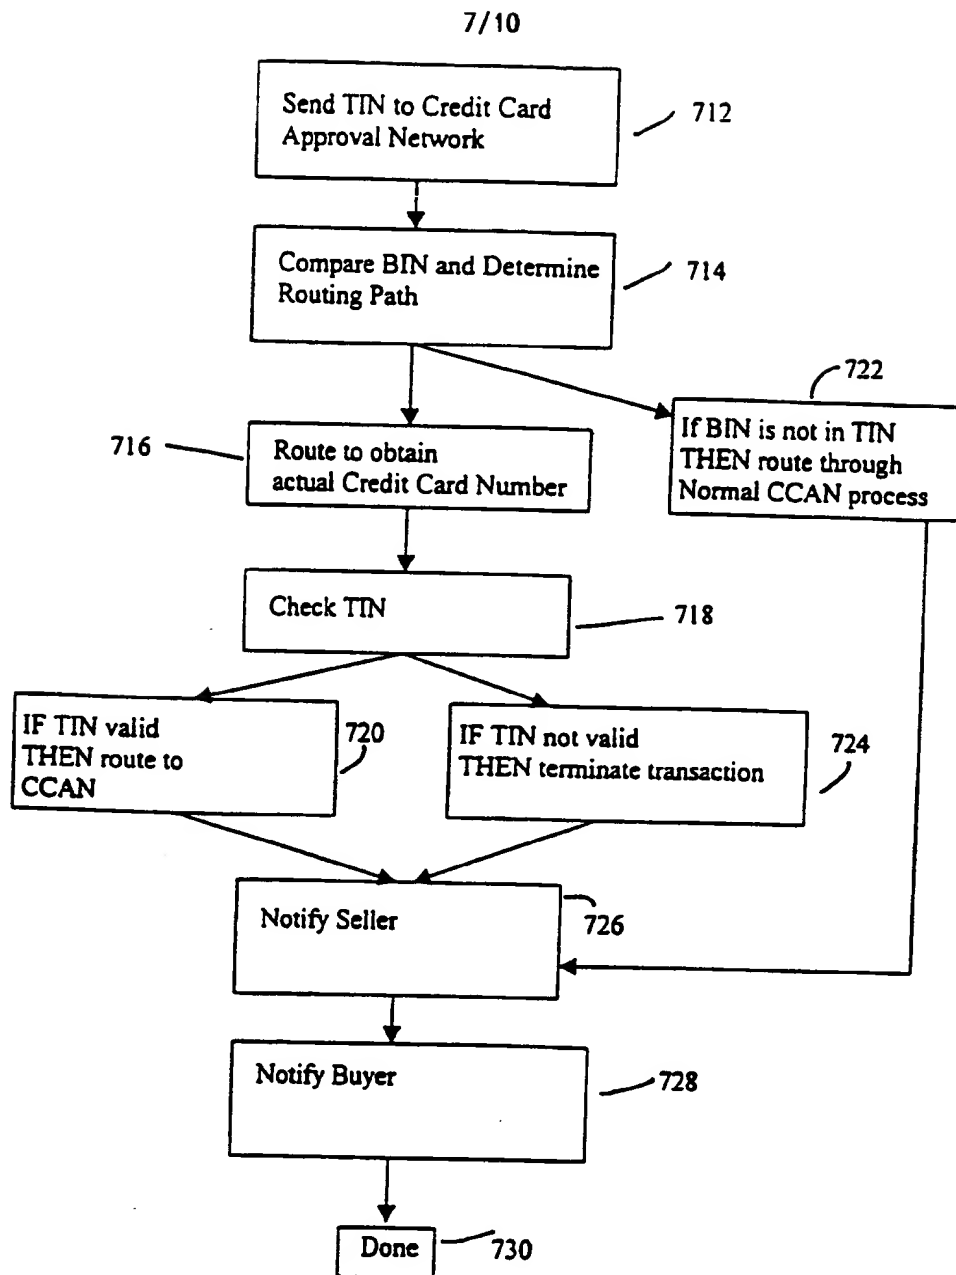 7/10
Send TIN to Credit Card
Approval Network
712
Compare BIN and Determine
Routing Path
714
722
If BIN is not in TIN
THEN route through
Normal CCAN process
716
Route to obtain
actual Credit Card Number
Check TIN
718
IF TIN valid
THEN route to
CCAN
720
IF TIN not valid
THEN terminate transaction
724
Notify Seller
726
Notify Buyer
728
Done
730